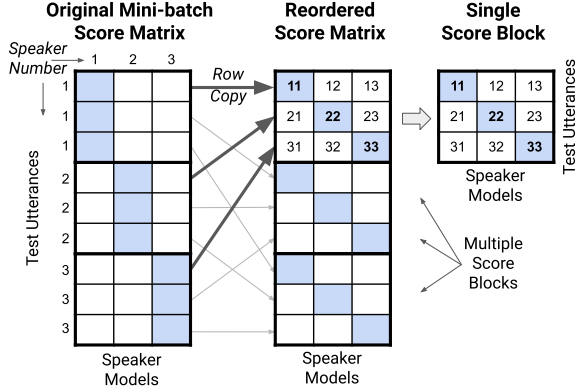 Original Mini-batch
Score Matrix
Reordered
Score Matrix
Single
Score Block
Speaker
Number
1 2 3
Row
Copy
Test Utterances
1
1
1
2
2
2
3
3
3
11 12 13
21 22 23
31 32 33
11 12 13
21 22 23
31 32 33
Test Utterances
Speaker
Models
Multiple
Score
Blocks
Speaker
Models
Speaker
Models